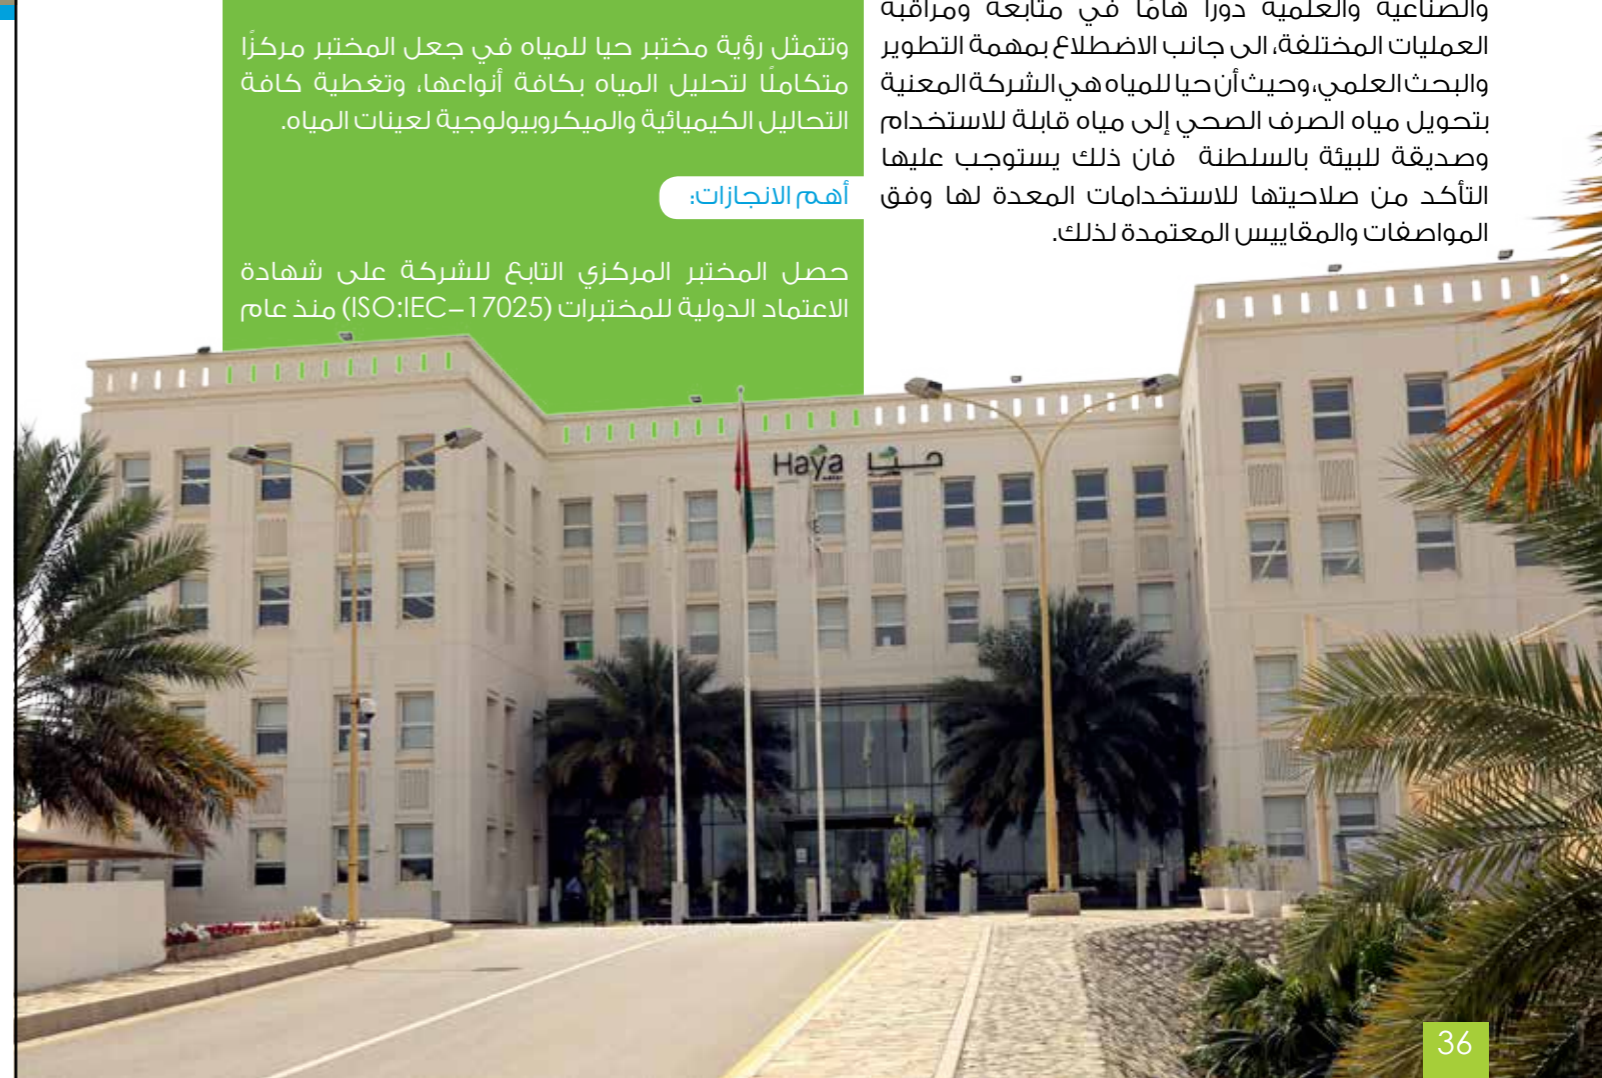 والصناعية والعلمية دورًا هامًا في متابعة ومراقبة
العمليات المختلفة، الى جانب الاضطلاع بمهمة التطوير
والبحث العلمي، وحيث أن حيا للمياه هي الشركة المعنية
بتحويل مياه الصرف الصحي إلى مياه قابلة للاستخدام
وصديقة للبيئة بالسلطنة فان ذلك يستوجب عليها
التأكد من صلاحيتها للاستخدامات المعدة لها وفق
المواصفات والمقاييس المعتمدة لذلك.
وتتمثل رؤية مختبر حيا للمياه في جعل المختبر مركزًا
متكاملًا لتحليل المياه بكافة أنواعها، وتغطية كافة
التحاليل الكيميائية والميكروبيولوجية لعينات المياه.
أهم الانجازات:
حصل المختبر المركزي التابع للشركة على شهادة
الاعتماد الدولية للمختبرات (ISO:IEC–17025) منذ عام
Haya حيا
36